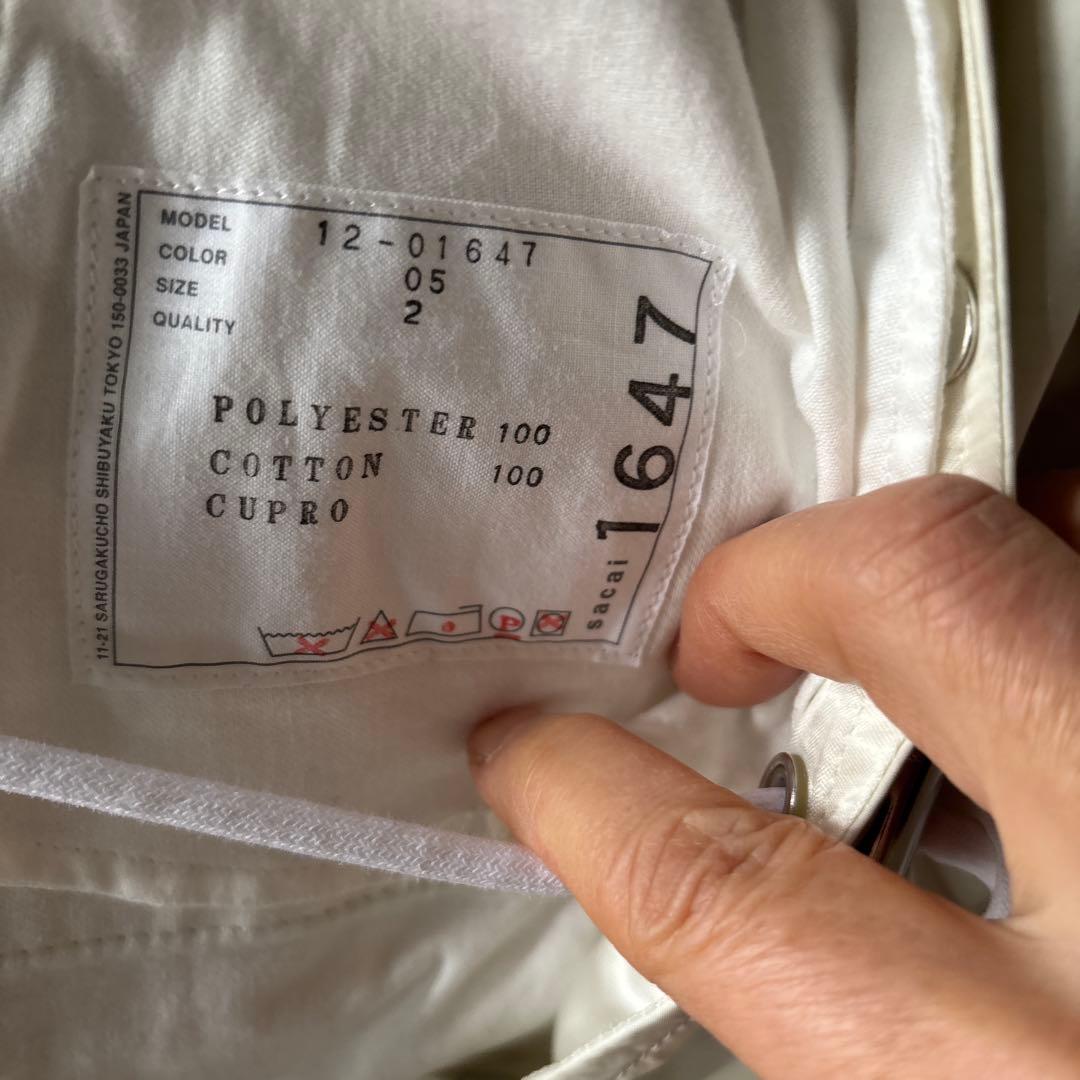 MODEL 12-01647
COLOR 05
SIZE 2
QUALITY
POLYESTER 100
COTTON 100
CUPRO
P
sacai 1647
11-21 SARUGAKUCHO SHIBUYAKU TOKYO 150-0033 JAPAN